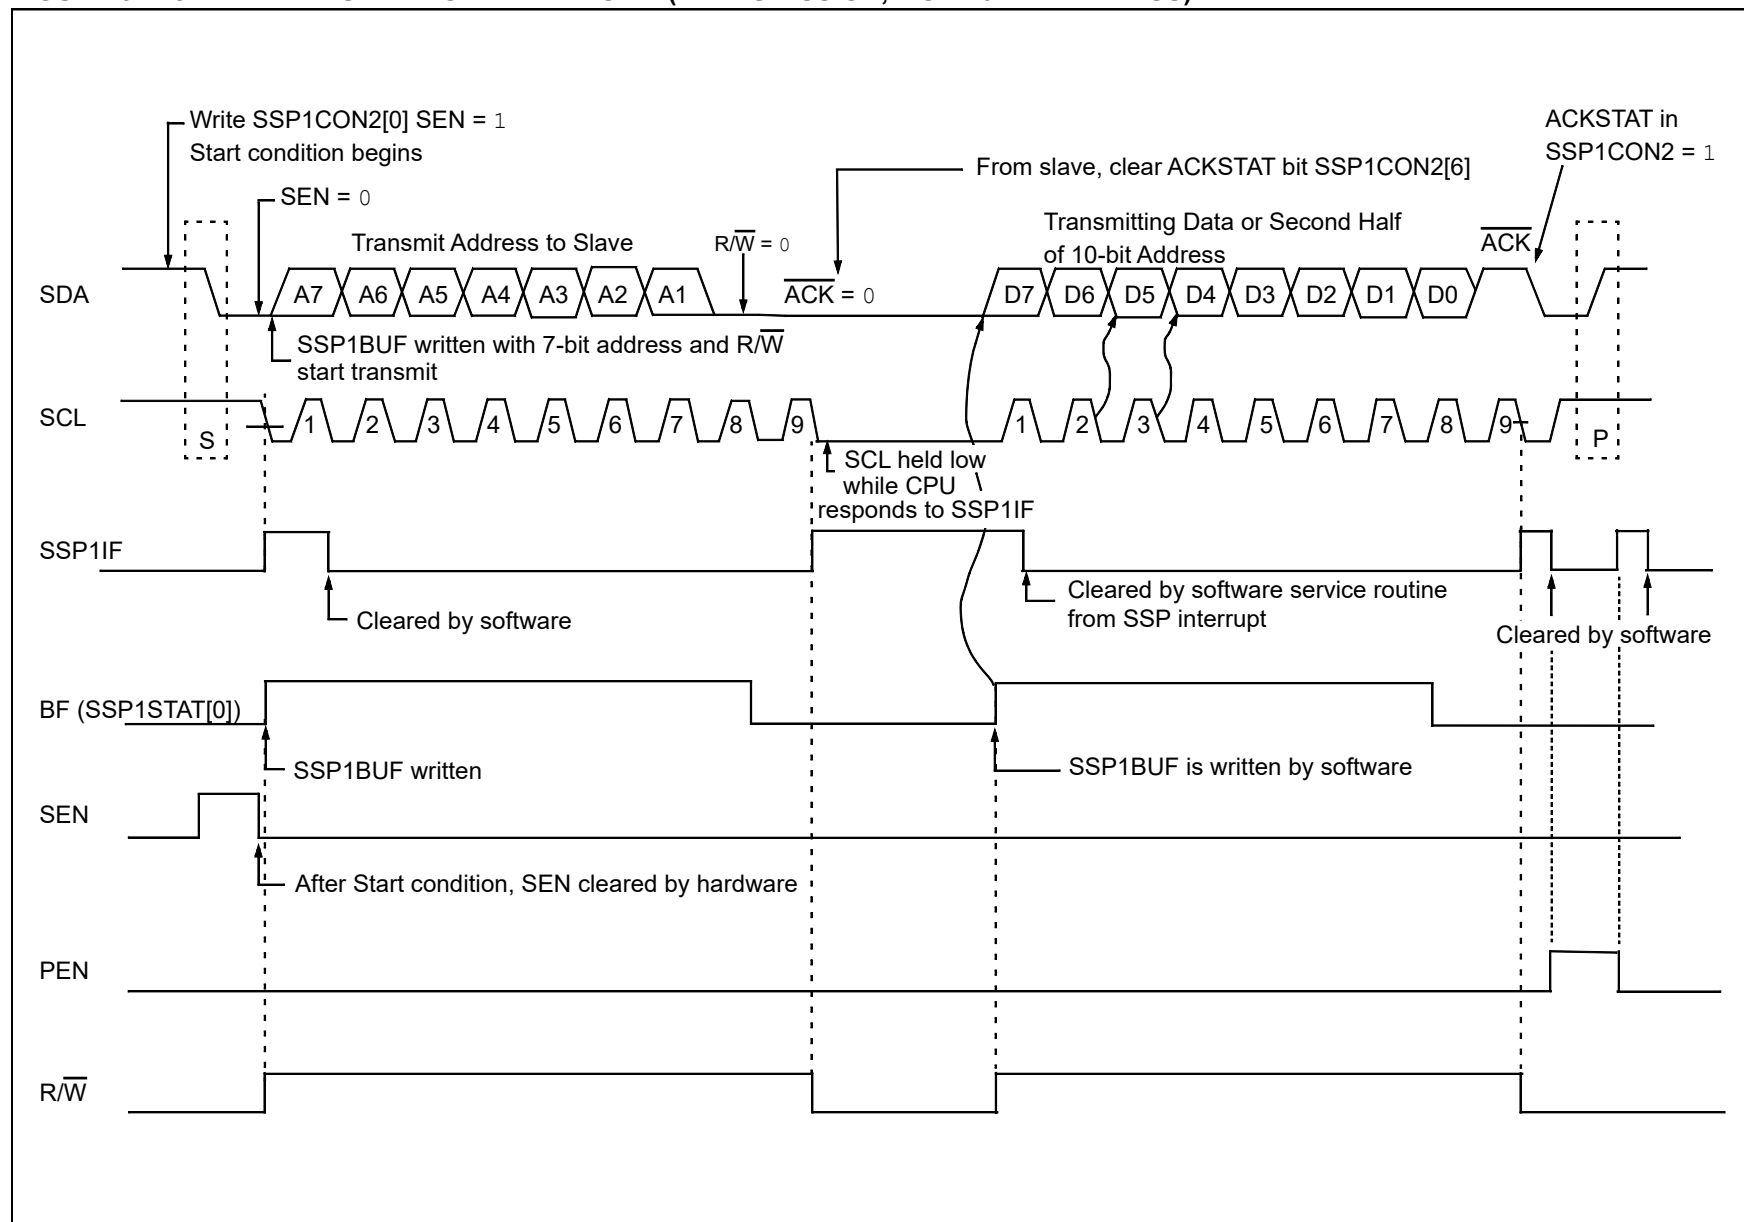 Write SSP1CON2[0] SEN = 1
Start condition begins
ACKSTAT in
SSP1CON2 = 1
From slave, clear ACKSTAT bit SSP1CON2[6]
SEN = 0
Transmit Address to Slave
R/W̅ = 0
Transmitting Data or Second Half
of 10-bit Address
A̅C̅K̅
SDA
A7 A6 A5 A4 A3 A2 A1
A̅C̅K̅ = 0
D7 D6 D5 D4 D3 D2 D1 D0
SSP1BUF written with 7-bit address and R/W̅
start transmit
SCL
S
1 2 3 4 5 6 7 8 9
1 2 3 4 5 6 7 8 9
P
SCL held low
while CPU
responds to SSP1IF
SSP1IF
Cleared by software
Cleared by software service routine
from SSP interrupt
Cleared by software
BF (SSP1STAT[0])
SSP1BUF written
SSP1BUF is written by software
SEN
After Start condition, SEN cleared by hardware
PEN
R/W̅